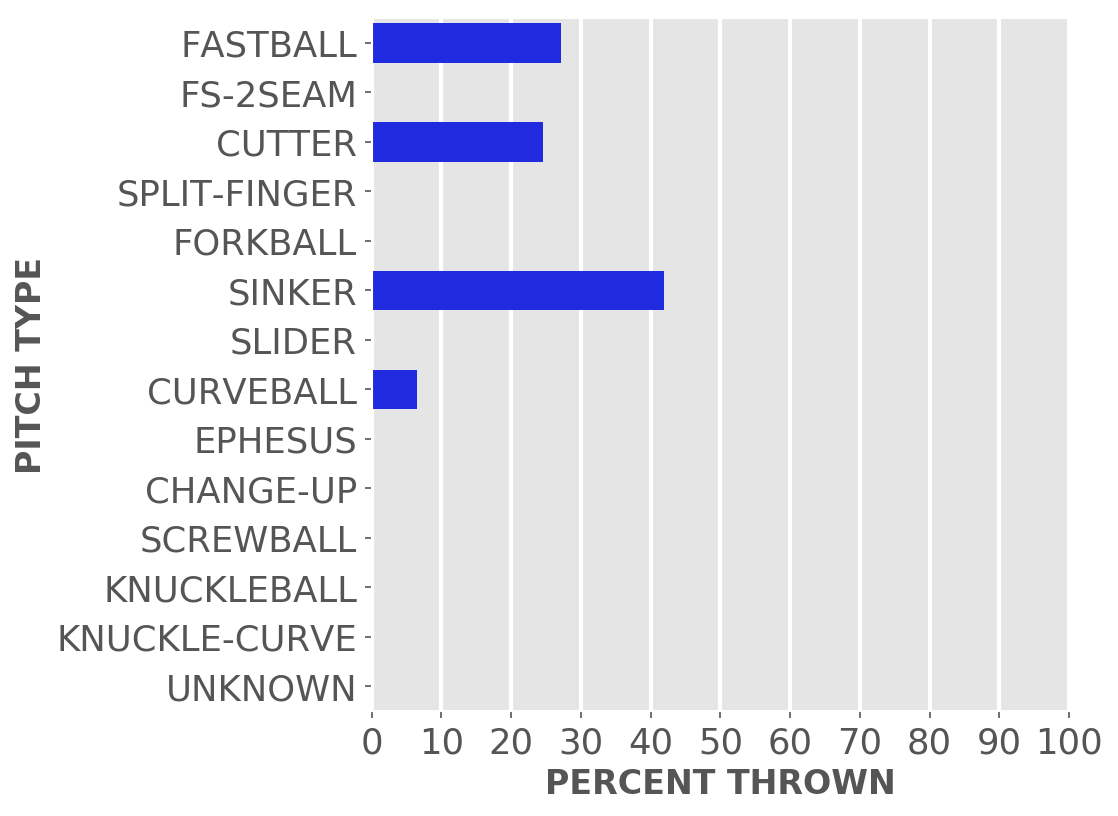 FASTBALL
FS-2SEAM
CUTTER
SPLIT-FINGER
FORKBALL
SINKER
SLIDER
CURVEBALL
EPHESUS
CHANGE-UP
SCREWBALL
KNUCKLEBALL
KNUCKLE-CURVE
UNKNOWN
PITCH TYPE
0 10 20 30 40 50 60 70 80 90 100
PERCENT THROWN